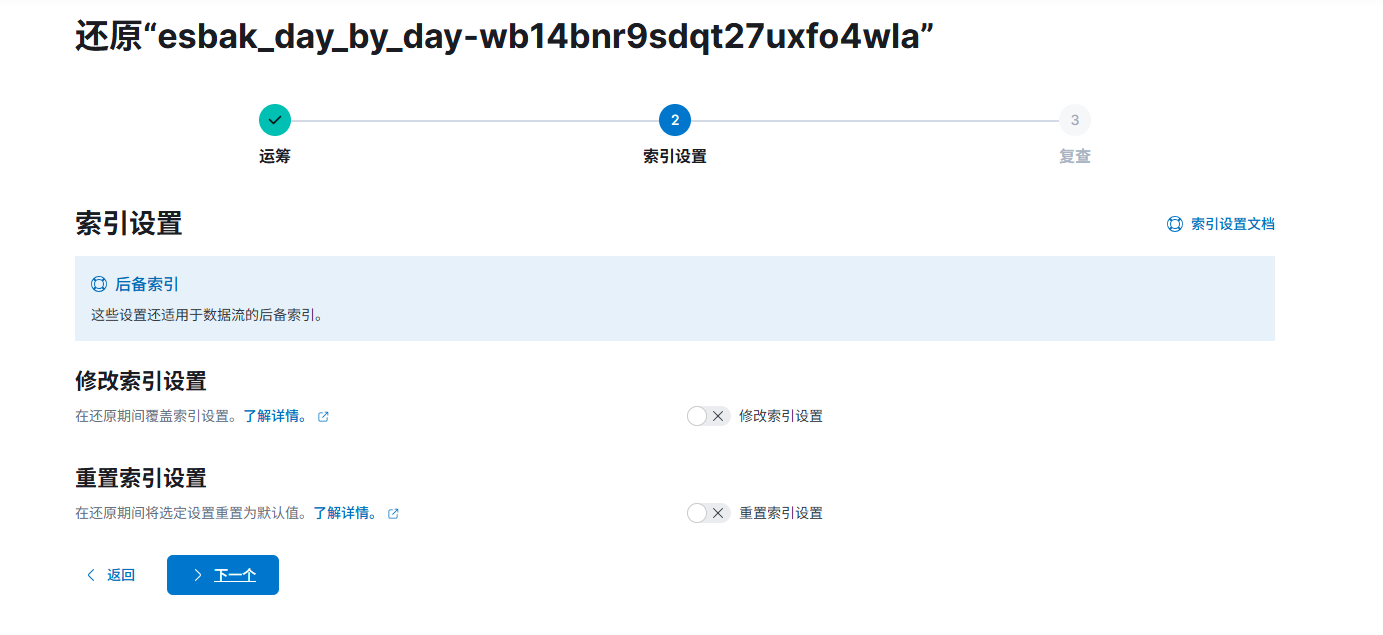 还原“esbak_day_by_day-wb14bnr9sdqt27uxfo4wla”
2
3
运筹
索引设置
复查
索引设置
索引设置文档
后备索引
这些设置还适用于数据流的后备索引。
修改索引设置
在还原期间覆盖索引设置。了解详情。
修改索引设置
重置索引设置
在还原期间将选定设置重置为默认值。了解详情。
重置索引设置
返回
下一个